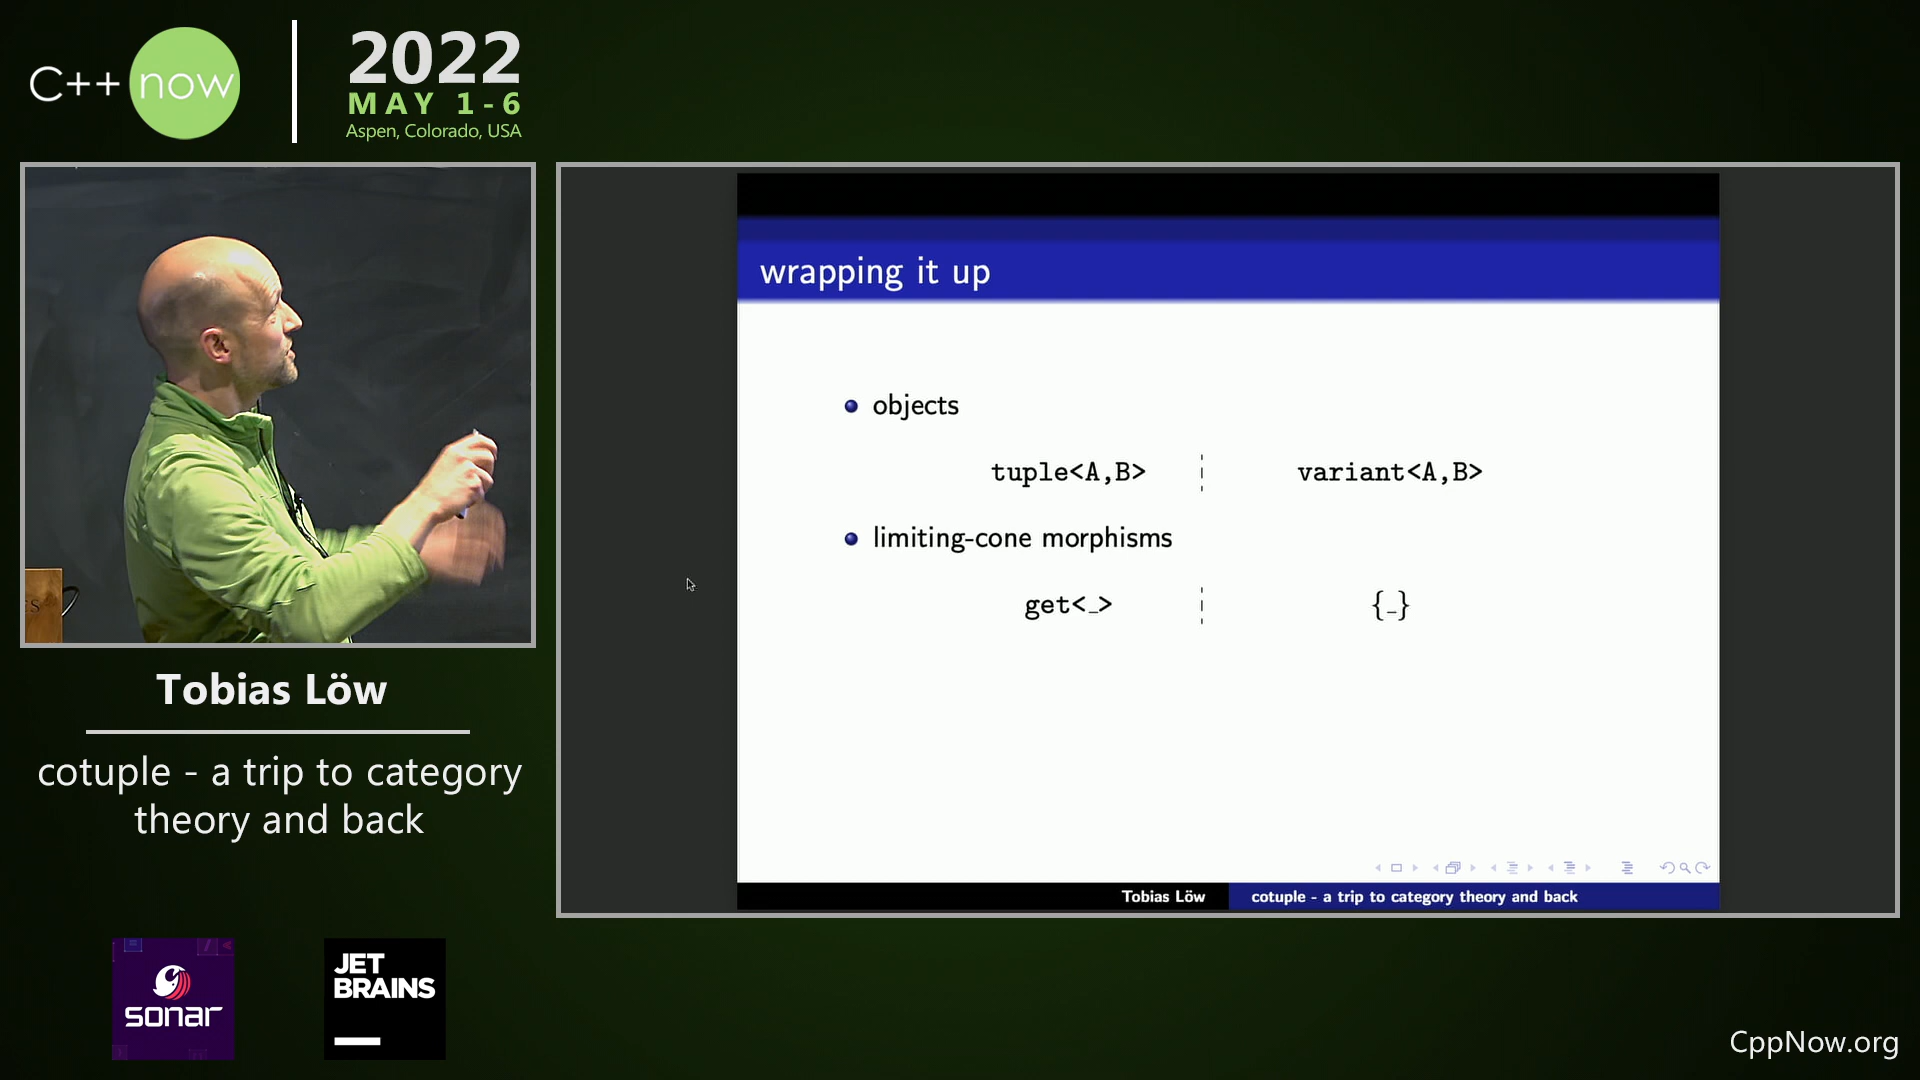 C++ now
2022
MAY 1-6
Aspen, Colorado, USA
wrapping it up
objects
tuple<A,B>
variant<A,B>
limiting-cone morphisms
get<_>
{_}
Tobias Löw
cotuple - a trip to category theory and back
Tobias Löw
cotuple - a trip to category
theory and back
sonar
JET
BRAINS
CppNow.org